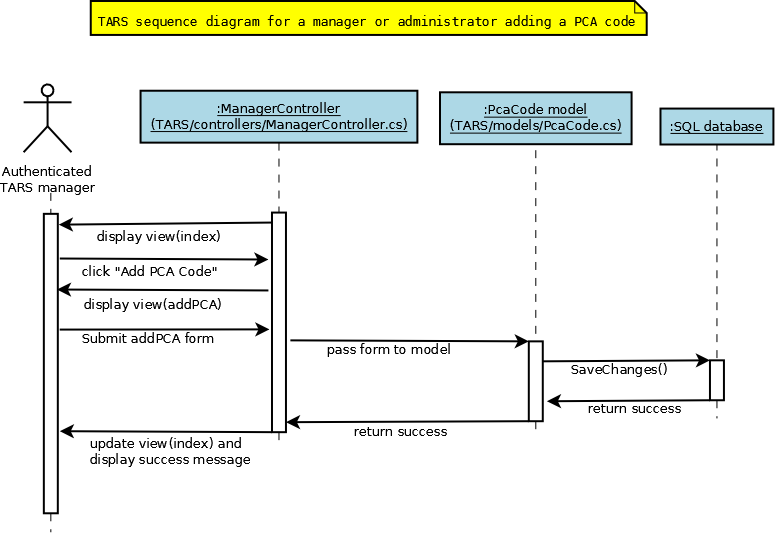 TARS sequence diagram for a manager or administrator adding a PCA code
:ManagerController
(TARS/controllers/ManagerController.cs)
:PcaCode model
(TARS/models/PcaCode.cs)
:SQL database
Authenticated
TARS manager
display view(index)
click "Add PCA Code"
display view(addPCA)
Submit addPCA form
pass form to model
SaveChanges()
return success
return success
update view(index) and
display success message